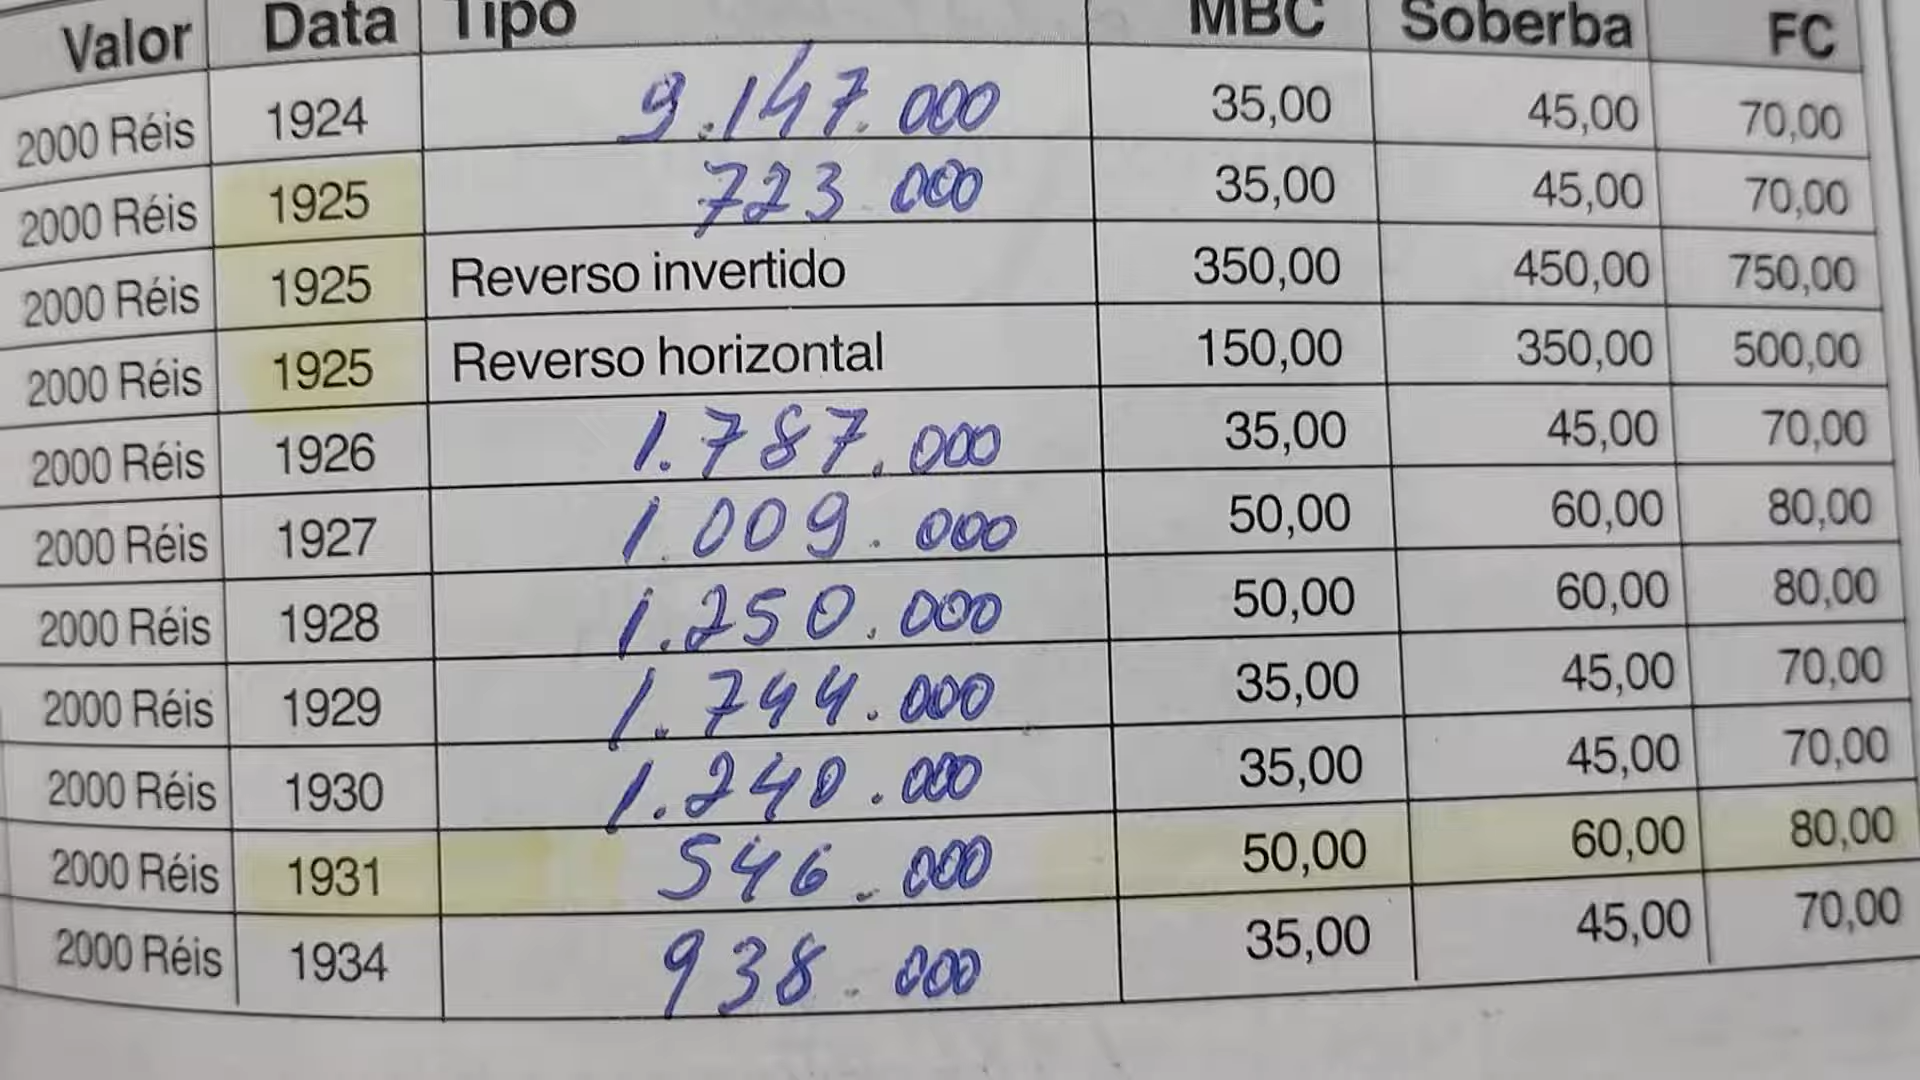 Valor Data Tipo MBC Soberba FC
2000 Réis 1924 9.147.000 35,00 45,00 70,00
2000 Réis 1925 723 000 35,00 45,00 70,00
2000 Réis 1925 Reverso invertido 350,00 450,00 750,00
2000 Réis 1925 Reverso horizontal 150,00 350,00 500,00
2000 Réis 1926 1.787.000 35,00 45,00 70,00
2000 Réis 1927 1.009.000 50,00 60,00 80,00
2000 Réis 1928 1.250.000 50,00 60,00 80,00
2000 Réis 1929 1.744.000 35,00 45,00 70,00
2000 Réis 1930 1.240.000 35,00 45,00 70,00
2000 Réis 1931 546.000 50,00 60,00 80,00
2000 Réis 1934 938.000 35,00 45,00 70,00